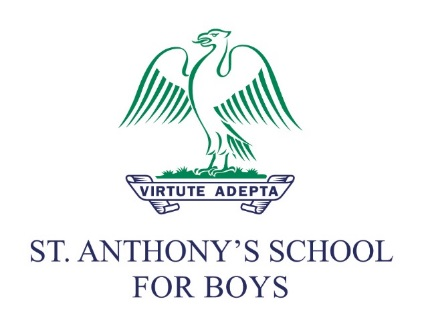 VIRTUTE ADEPTA
ST. ANTHONY’S SCHOOL
FOR BOYS